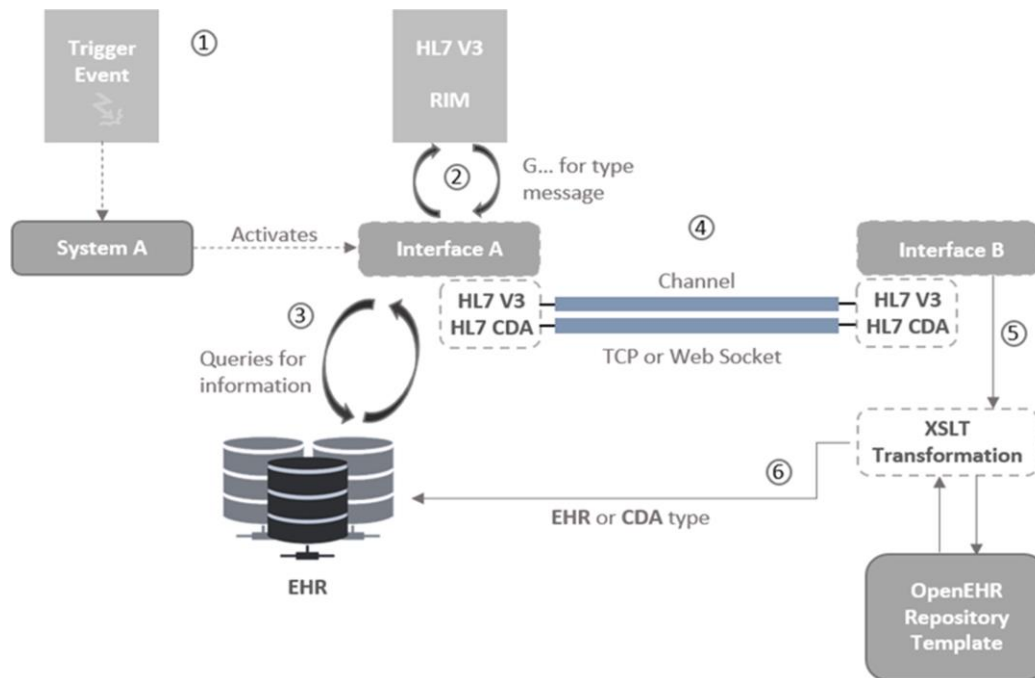 Trigger
Event
①
HL7 V3
RIM
②
G... for type
message
System A
Activates
Interface A
④
Interface B
HL7 V3
HL7 CDA
Channel
TCP or Web Socket
HL7 V3
HL7 CDA
③
Queries for
information
⑤
XSLT
Transformation
⑥
EHR or CDA type
EHR
OpenEHR
Repository
Template